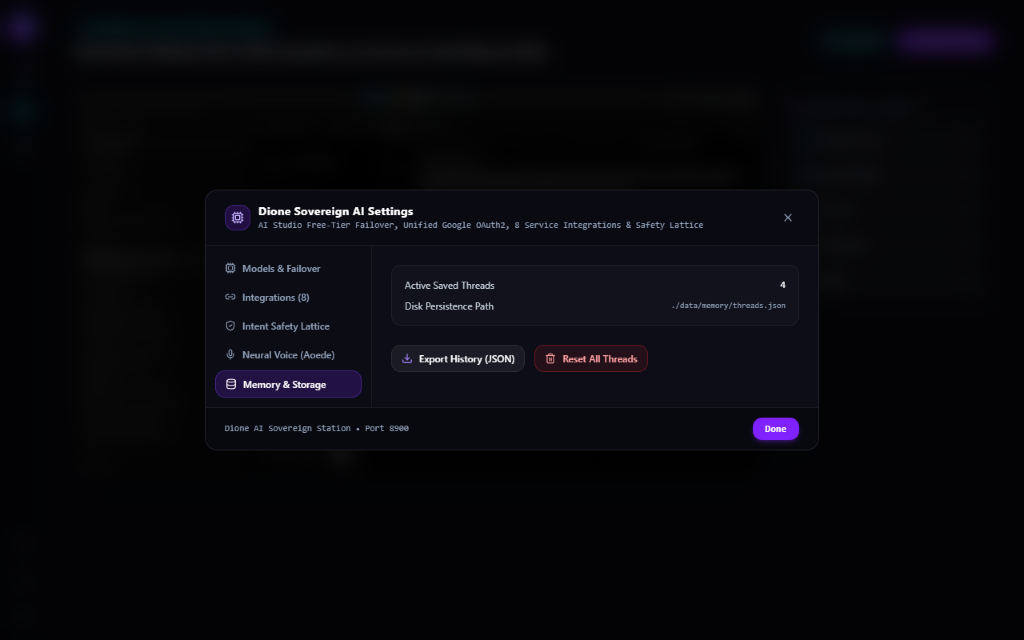 Dione Sovereign AI Settings
AI Studio Free-Tier Failover, Unified Google OAuth2, 8 Service Integrations & Safety Lattice
Models & Failover
Integrations (8)
Intent Safety Lattice
Neural Voice (Aoede)
Memory & Storage
Active Saved Threads 4
Disk Persistence Path ./data/memory/threads.json
Export History (JSON) Reset All Threads
Dione AI Sovereign Station • Port 8900
Done